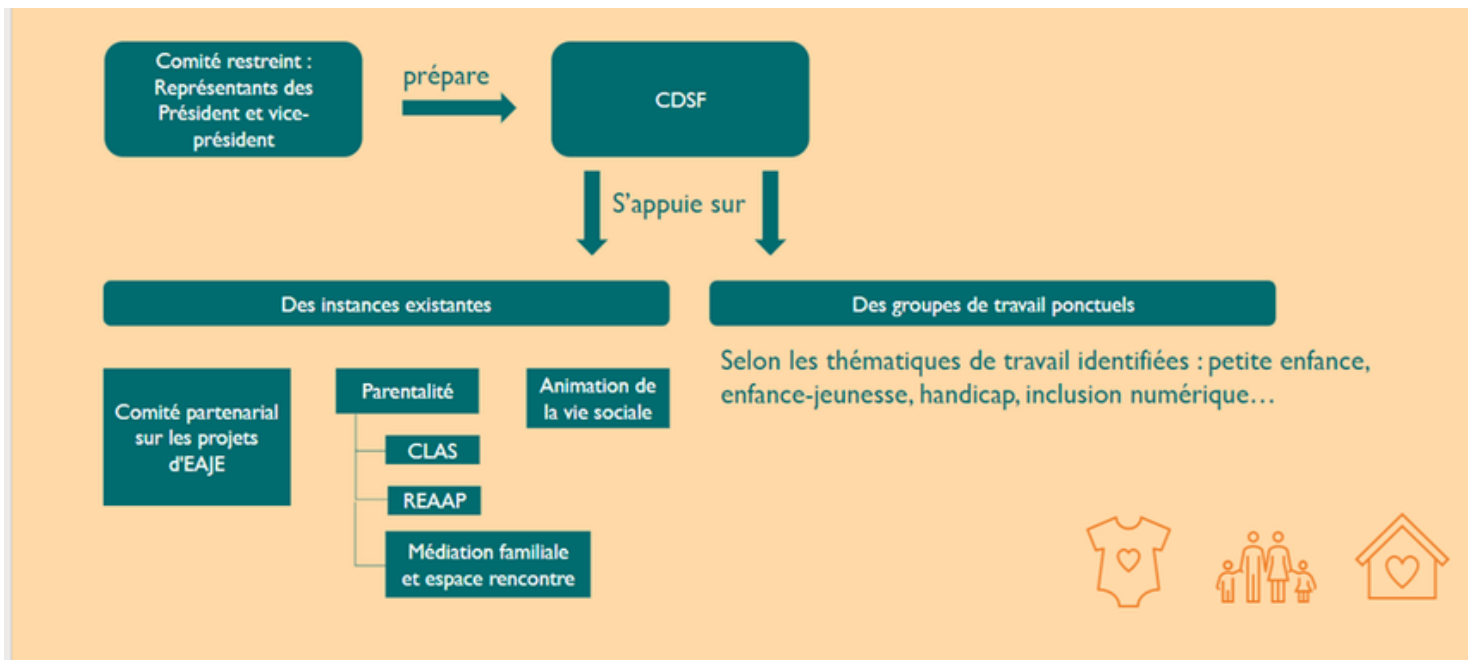 Comité restreint :
Représentants des
Président et vice-
président
prépare
CDSF
S'appuie sur
Des instances existantes
Des groupes de travail ponctuels
Comité partenarial
sur les projets
d'EAJE
Parentalité
CLAS
REAAP
Médiation familiale
et espace rencontre
Animation de
la vie sociale
Selon les thématiques de travail identifiées : petite enfance,
enfance-jeunesse, handicap, inclusion numérique…